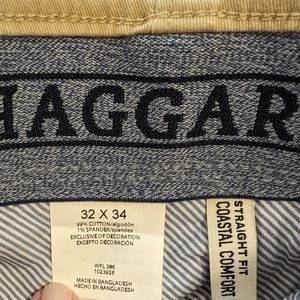 HAGGAR
32 X 34
99% COTTON/algodon
1% SPANDEX/spandex
EXCLUSIVE OF DECORATION
EXCEPTO DECORACIÓN
WPL 386
1023925
MADE IN BANGLADESH
HECHO EN BANGLADESH
STRAIGHT FIT
COASTAL COMFORT